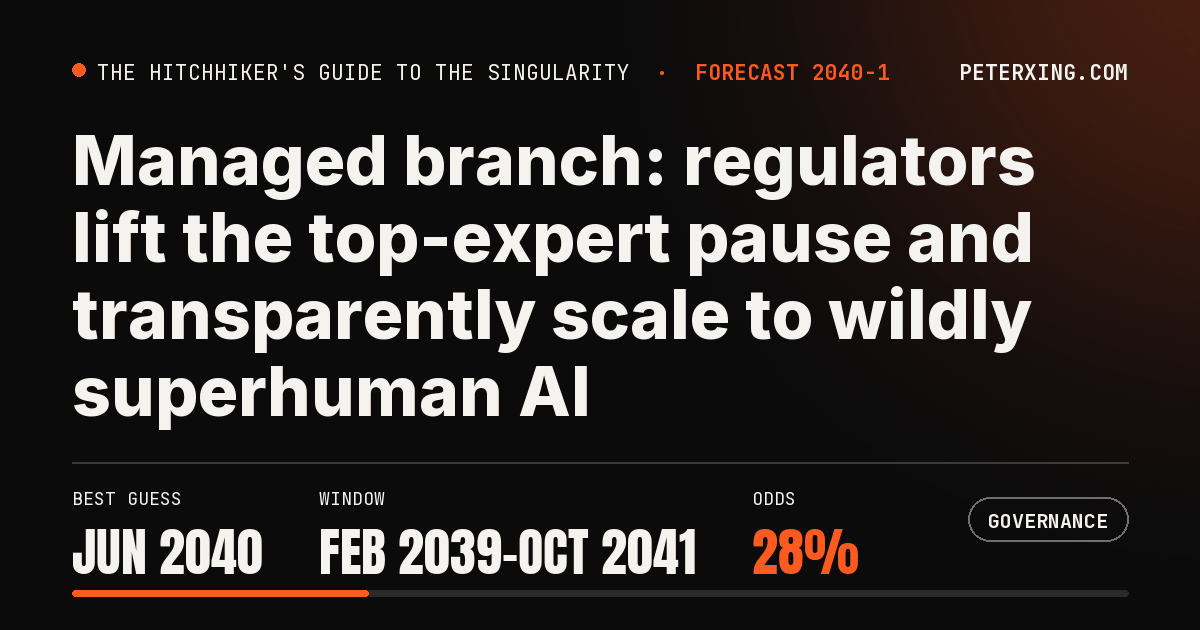 THE HITCHHIKER'S GUIDE TO THE SINGULARITY · FORECAST 2040-1 PETERXING.COM
Managed branch: regulators
lift the top-expert pause and
transparently scale to wildly
superhuman AI
BEST GUESS WINDOW ODDS
JUN 2040 FEB 2039-OCT 2041 28%
GOVERNANCE